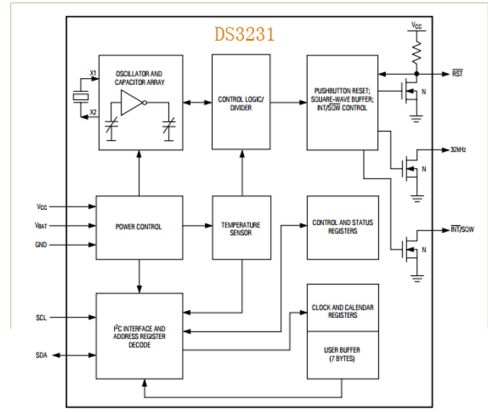 DS3231
VCC
X1
X2
OSCILLATOR AND
CAPACITOR ARRAY
CONTROL LOGIC/
DIVIDER
PUSHBUTTON RESET;
SQUARE-WAVE BUFFER;
INT/SQW CONTROL
RST
N
32kHz
N
INT/SQW
N
VCC
VBAT
GND
POWER CONTROL
TEMPERATURE
SENSOR
CONTROL AND STATUS
REGISTERS
SCL
SDA
I²C INTERFACE AND
ADDRESS REGISTER
DECODE
CLOCK AND CALENDAR
REGISTERS
USER BUFFER
(7 BYTES)